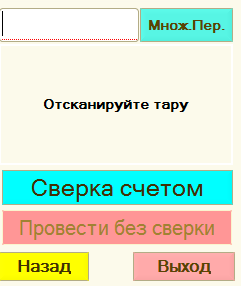 Множ.Пер.
Отсканируйте тару
Сверка счетом
Провести без сверки
Назад Выход